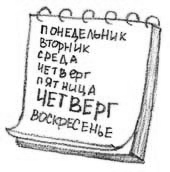 ПОНЕДЕЛЬНИК
ВТОРНИК
СРЕДА
ЧЕТВЕРГ
ПЯТНИЦА
ЧЕТВЕРГ
ВОСКРЕСЕНЬЕ